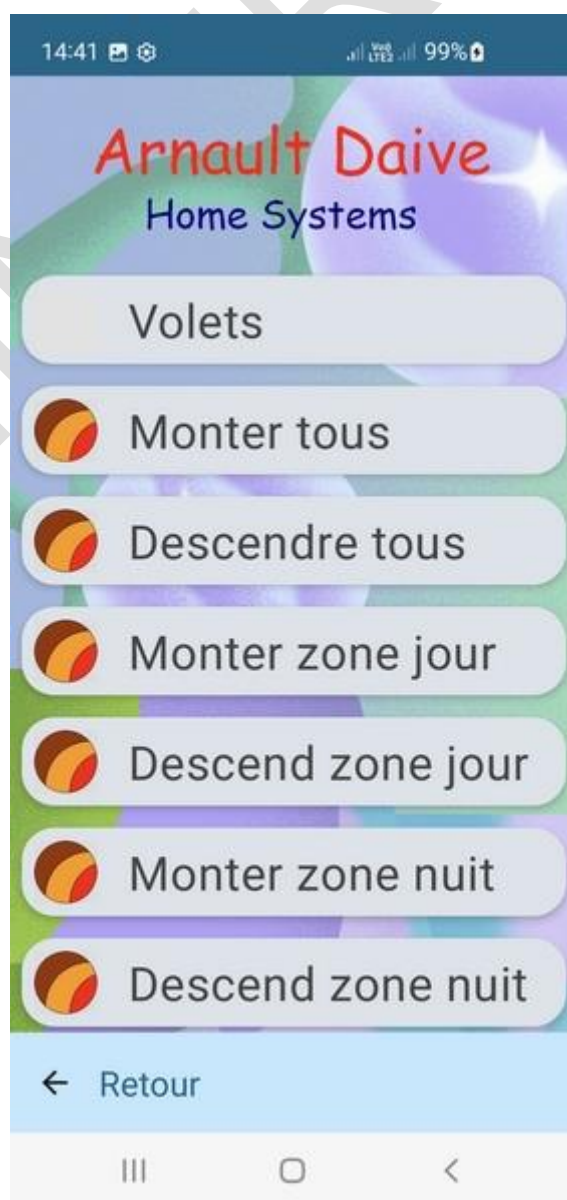 14:41 99%
Arnault Daive
Home Systems
Volets
Monter tous
Descendre tous
Monter zone jour
Descend zone jour
Monter zone nuit
Descend zone nuit
Retour